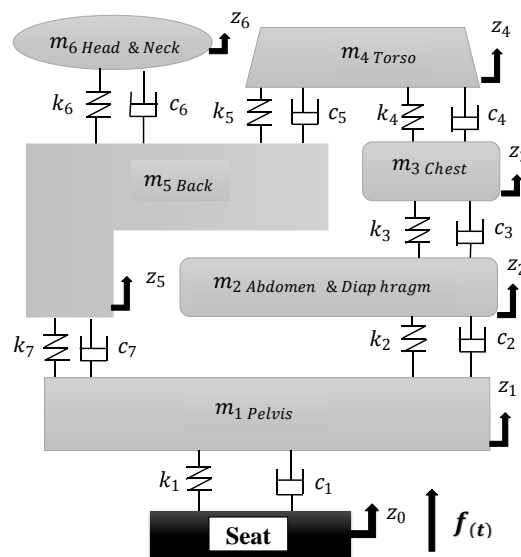 z₆
z₄
m₆ Head & Neck
m₄ Torso
k₆
c₆
k₅
c₅
k₄
c₄
m₅ Back
m₃ Chest
k₃
c₃
z₅
z₂
m₂ Abdomen & Diap hragm
k₇
c₇
k₂
c₂
z₁
m₁ Pelvis
k₁
c₁
z₀
Seat
f₍t₎